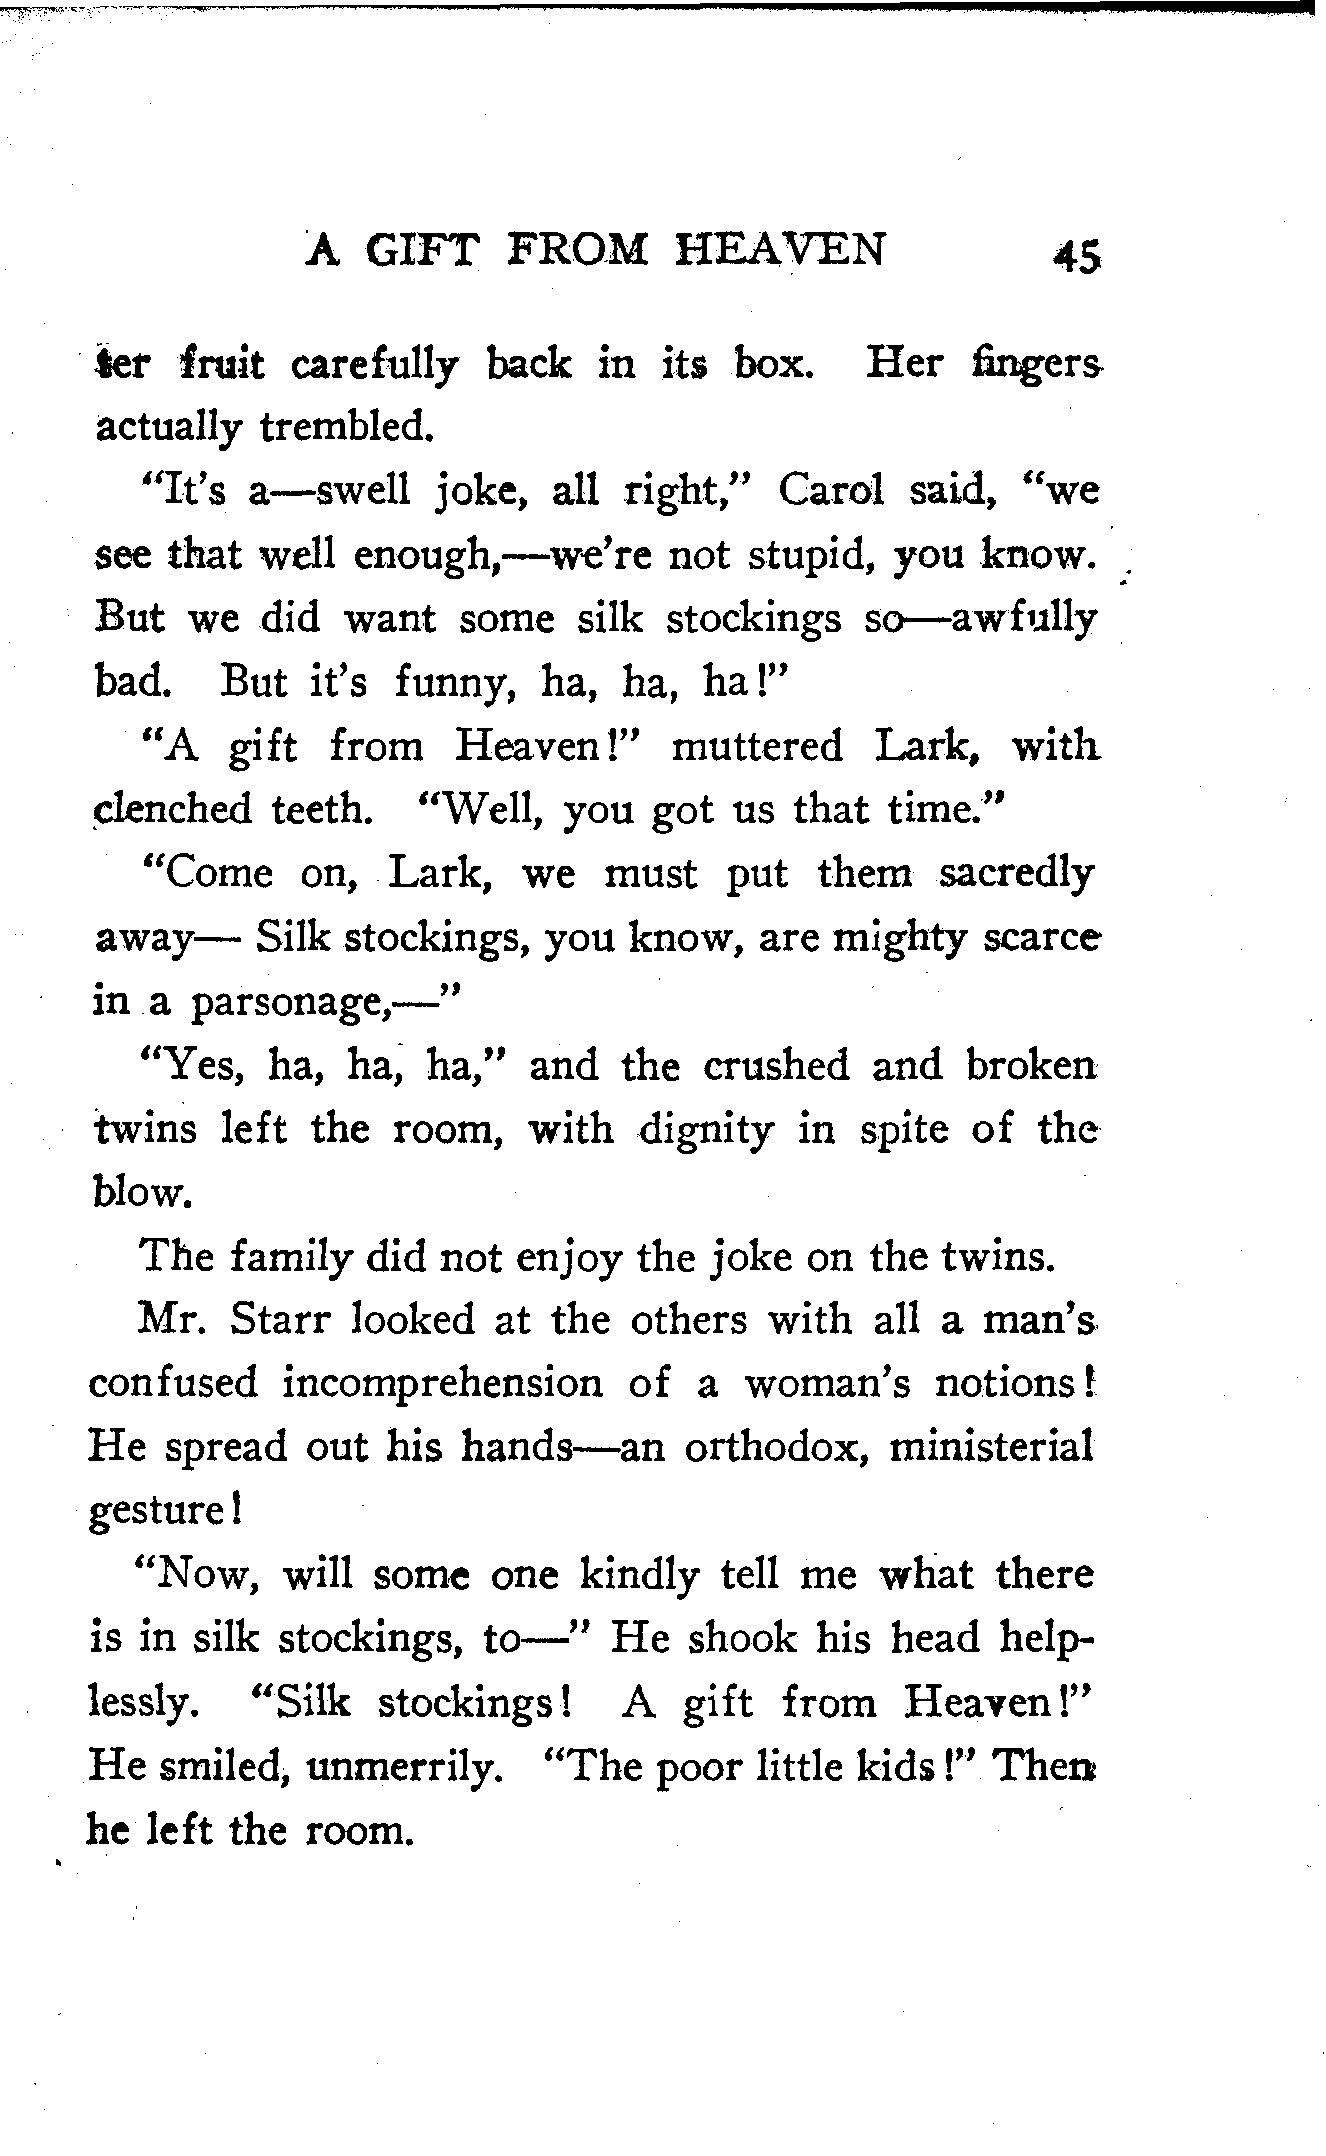 A GIFT FROM HEAVEN 45
ter fruit carefully back in its box. Her fingers
actually trembled.
“It’s a—swell joke, all right,” Carol said, “we
see that well enough,—we’re not stupid, you know.
But we did want some silk stockings so—awfully
bad. But it’s funny, ha, ha, ha!”
“A gift from Heaven!” muttered Lark, with
clenched teeth. “Well, you got us that time.”
“Come on, Lark, we must put them sacredly
away— Silk stockings, you know, are mighty scarce
in a parsonage,—”
“Yes, ha, ha, ha,” and the crushed and broken
twins left the room, with dignity in spite of the
blow.
The family did not enjoy the joke on the twins.
Mr. Starr looked at the others with all a man’s
confused incomprehension of a woman’s notions!
He spread out his hands—an orthodox, ministerial
gesture!
“Now, will some one kindly tell me what there
is in silk stockings, to—” He shook his head help-
lessly. “Silk stockings! A gift from Heaven!”
He smiled, unmerrily. “The poor little kids!” Then
he left the room.